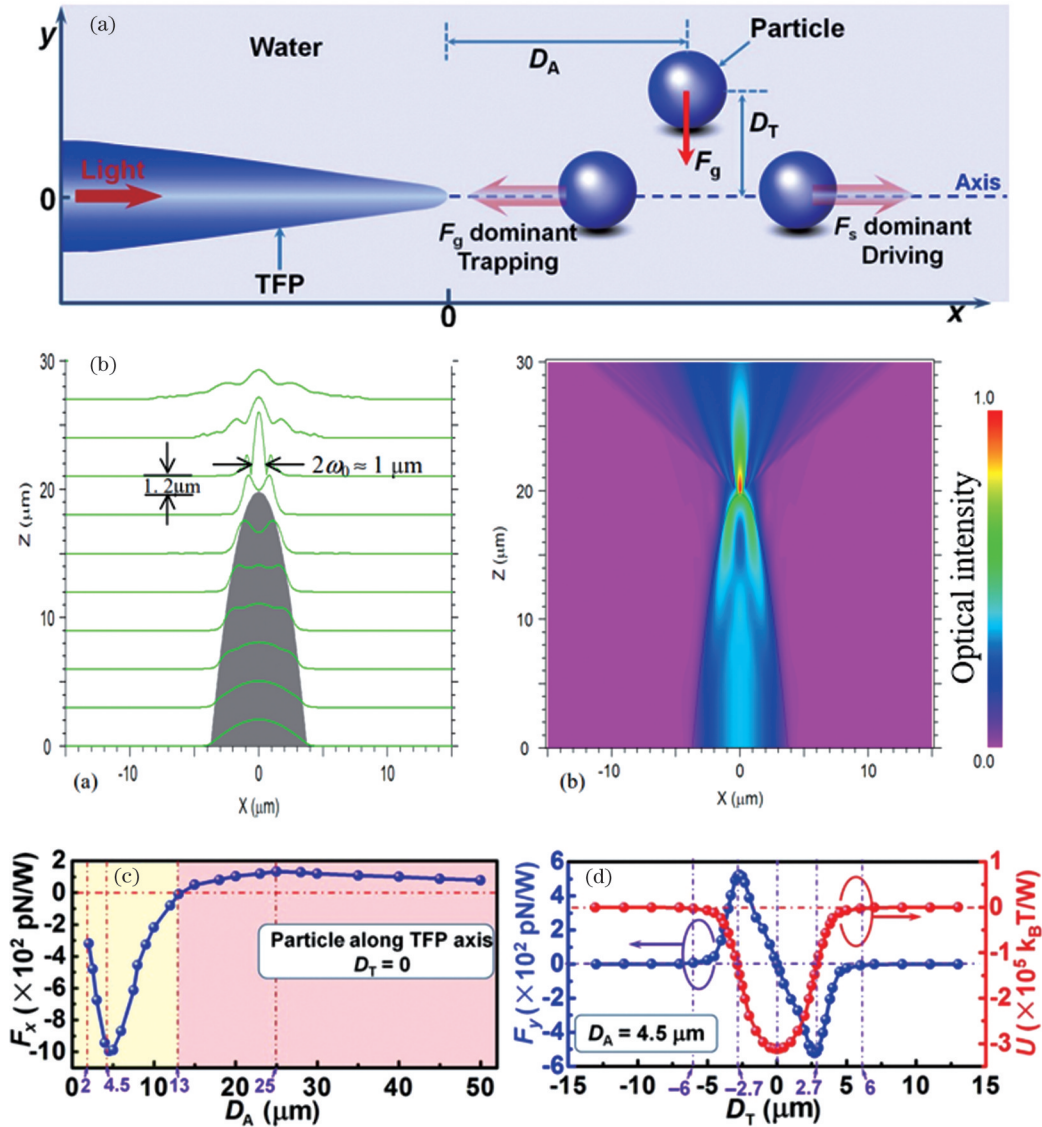 y
(a)
Water
D_A
Particle
D_T
F_g
Light
0
Axis
F_g dominant
Trapping
F_s dominant
Driving
TFP
0
x
(b)
30
20
10
0
Z (μm)
1. 2μm
2ω₀ ≈ 1 μm
-10
0
10
(a)
X (μm)
30
20
10
0
Z (μm)
-10
0
10
(b)
X (μm)
1.0
0.0
Optical intensity
(c)
2
0
-2
-4
-6
-8
-10
F_x (×10² pN/W)
Particle along TFP axis
D_T = 0
0
10
20
30
40
50
2
4.5
13
25
D_A (μm)
(d)
6
4
2
0
-2
-4
-6
F_y (×10² pN/W)
1
0
-1
-2
-3
U (×10⁵ k_BT/W)
D_A = 4.5 μm
-15
-10
-5
0
5
10
15
-6
-2.7
2.7
6
D_T (μm)